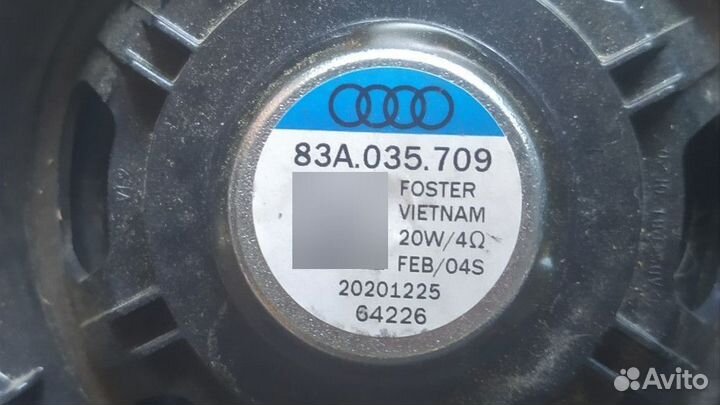 83A.035.709
FOSTER
VIETNAM
20W/4Ω
FEB/04S
20201225
64226
Avito